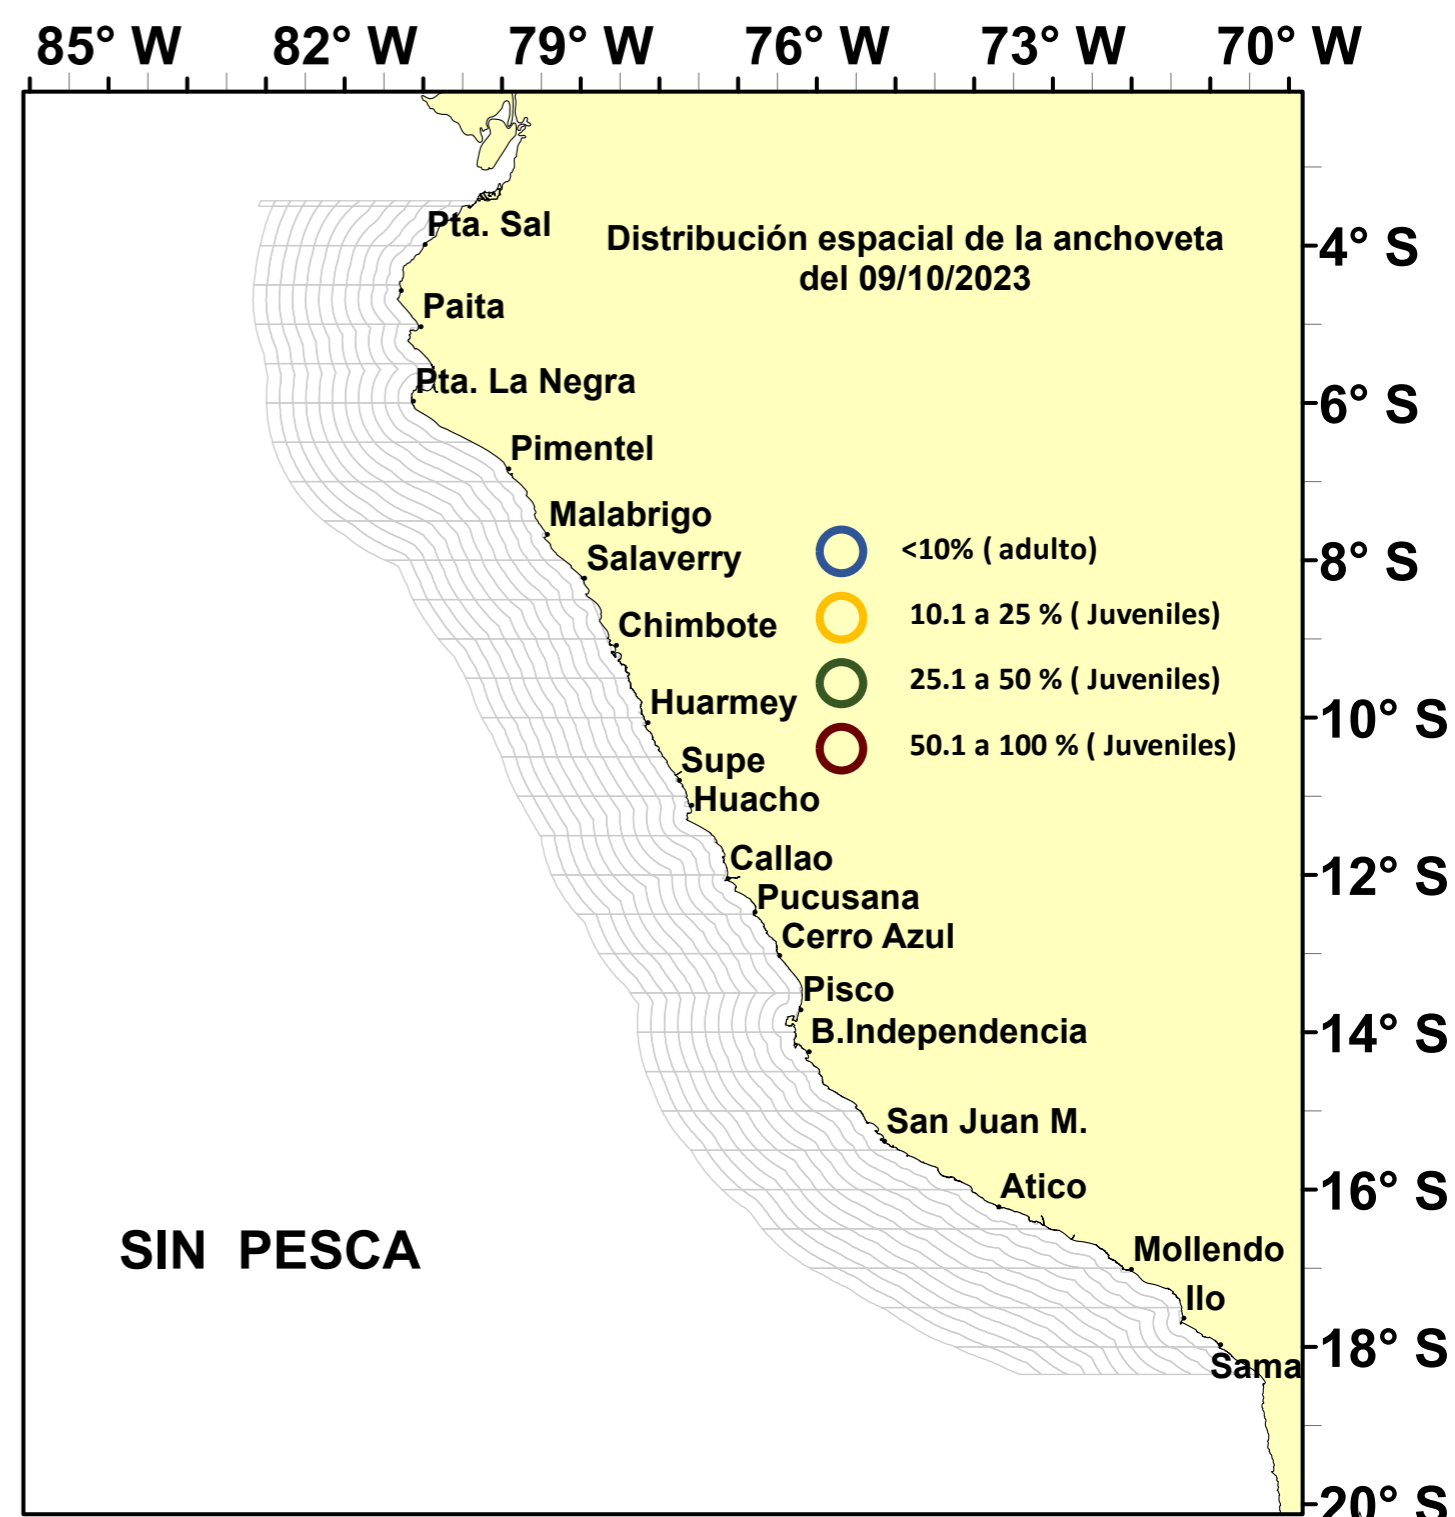 85° W 82° W 79° W 76° W 73° W 70° W
Pta. Sal
Distribución espacial de la anchoveta
del 09/10/2023
4° S
Paita
Pta. La Negra
6° S
Pimentel
Malabrigo
Salaverry
<10% ( adulto)
8° S
10.1 a 25 % ( Juveniles)
Chimbote
25.1 a 50 % ( Juveniles)
Huarmey
10° S
50.1 a 100 % ( Juveniles)
Supe
Huacho
Callao
12° S
Pucusana
Cerro Azul
Pisco
B.Independencia
14° S
San Juan M.
Atico
16° S
SIN PESCA
Mollendo
Ilo
18° S
Sama
20° S